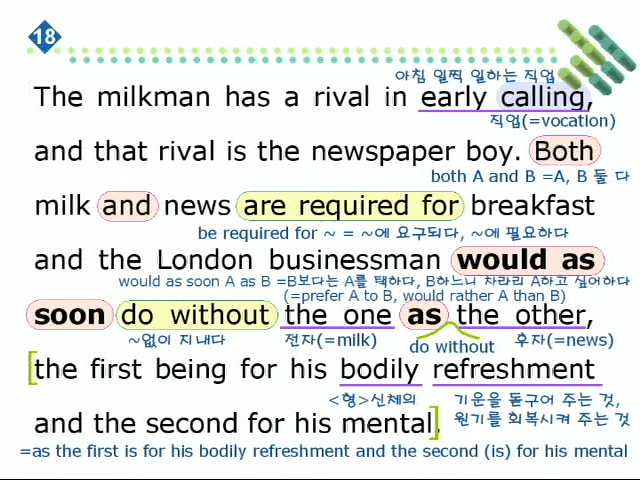 18
아침 일찍 일하는 직업
The milkman has a rival in early calling,
직업(=vocation)
and that rival is the newspaper boy. Both
both A and B =A, B 둘 다
milk and news are required for breakfast
be required for ~ = ~에 요구되다, ~에 필요하다
and the London businessman would as
would as soon A as B =B보다는 A를 택하다, B하느니 차라리 A하고 싶어하다
(=prefer A to B, would rather A than B)
soon do without the one as the other,
~없이 지내다 전자(=milk) do without 후자(=news)
[the first being for his bodily refreshment
<형>신체의 기운을 돋구어 주는 것,
원기를 회복시켜 주는 것
and the second for his mental.]
=as the first is for his bodily refreshment and the second (is) for his mental